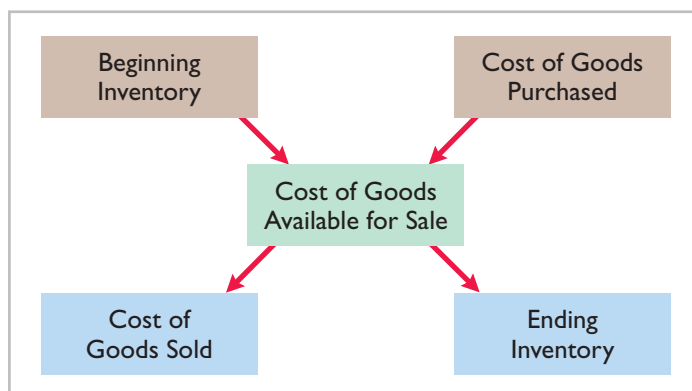 Beginning
Inventory
Cost of Goods
Purchased
Cost of Goods
Available for Sale
Cost of
Goods Sold
Ending
Inventory